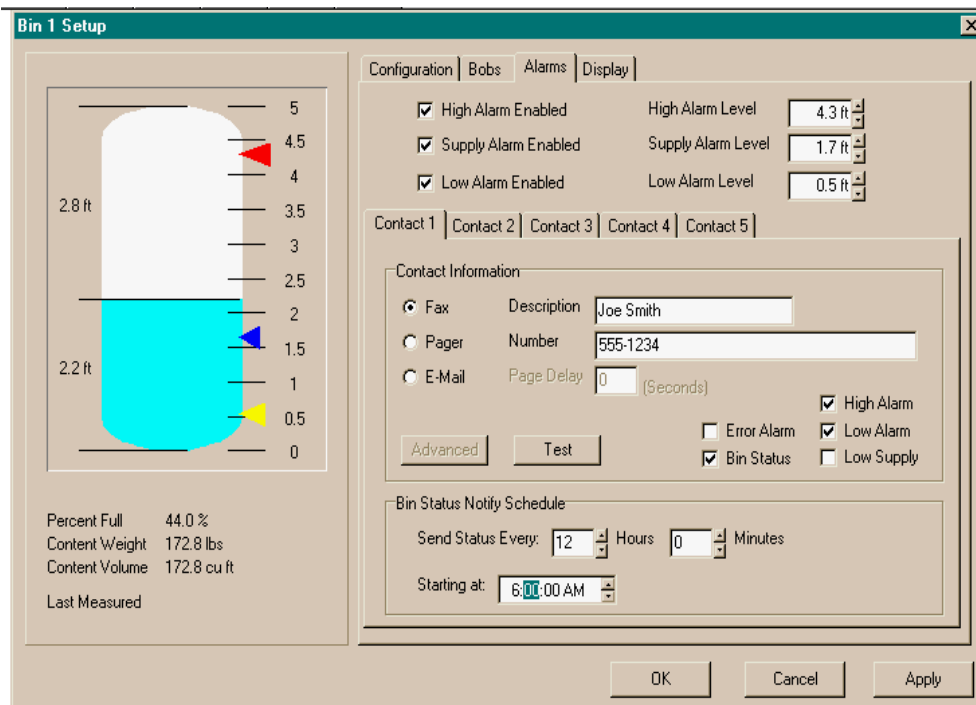 Bin 1 Setup
5
4.5
4
3.5
3
2.5
2
1.5
1
0.5
0
2.8 ft
2.2 ft
Percent Full 44.0 %
Content Weight 172.8 lbs
Content Volume 172.8 cu ft
Last Measured
Configuration Bobs Alarms Display
High Alarm Enabled High Alarm Level 4.3 ft
Supply Alarm Enabled Supply Alarm Level 1.7 ft
Low Alarm Enabled Low Alarm Level 0.5 ft
Contact 1 Contact 2 Contact 3 Contact 4 Contact 5
Contact Information
Fax Description Joe Smith
Pager Number 555-1234
E-Mail Page Delay 0 (Seconds)
High Alarm
Error Alarm Low Alarm
Advanced Test Bin Status Low Supply
Bin Status Notify Schedule
Send Status Every: 12 Hours 0 Minutes
Starting at: 6:00:00 AM
OK Cancel Apply